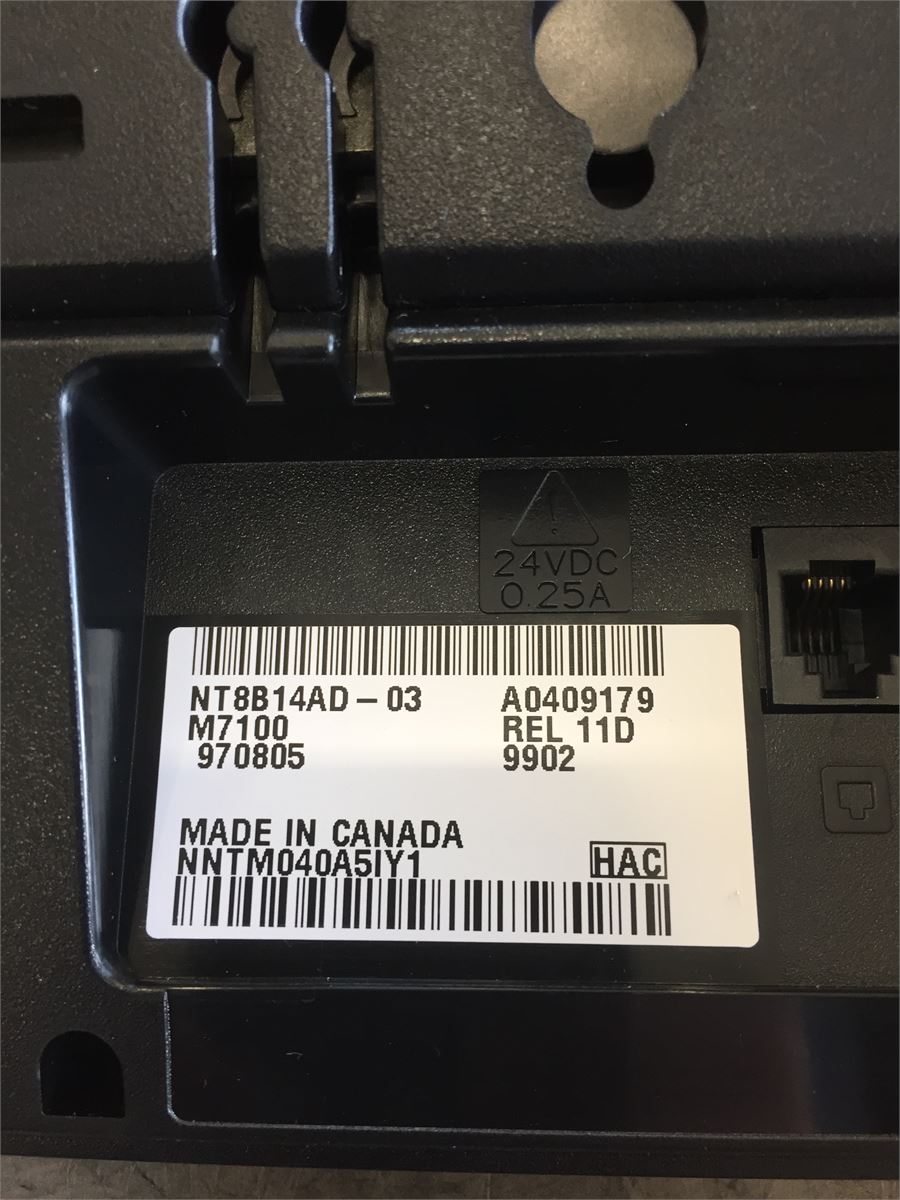 24VDC
0.25A
NT8B14AD-03 A0409179
M7100 REL 11D
970805 9902
MADE IN CANADA
NNTM040A5IY1 HAC